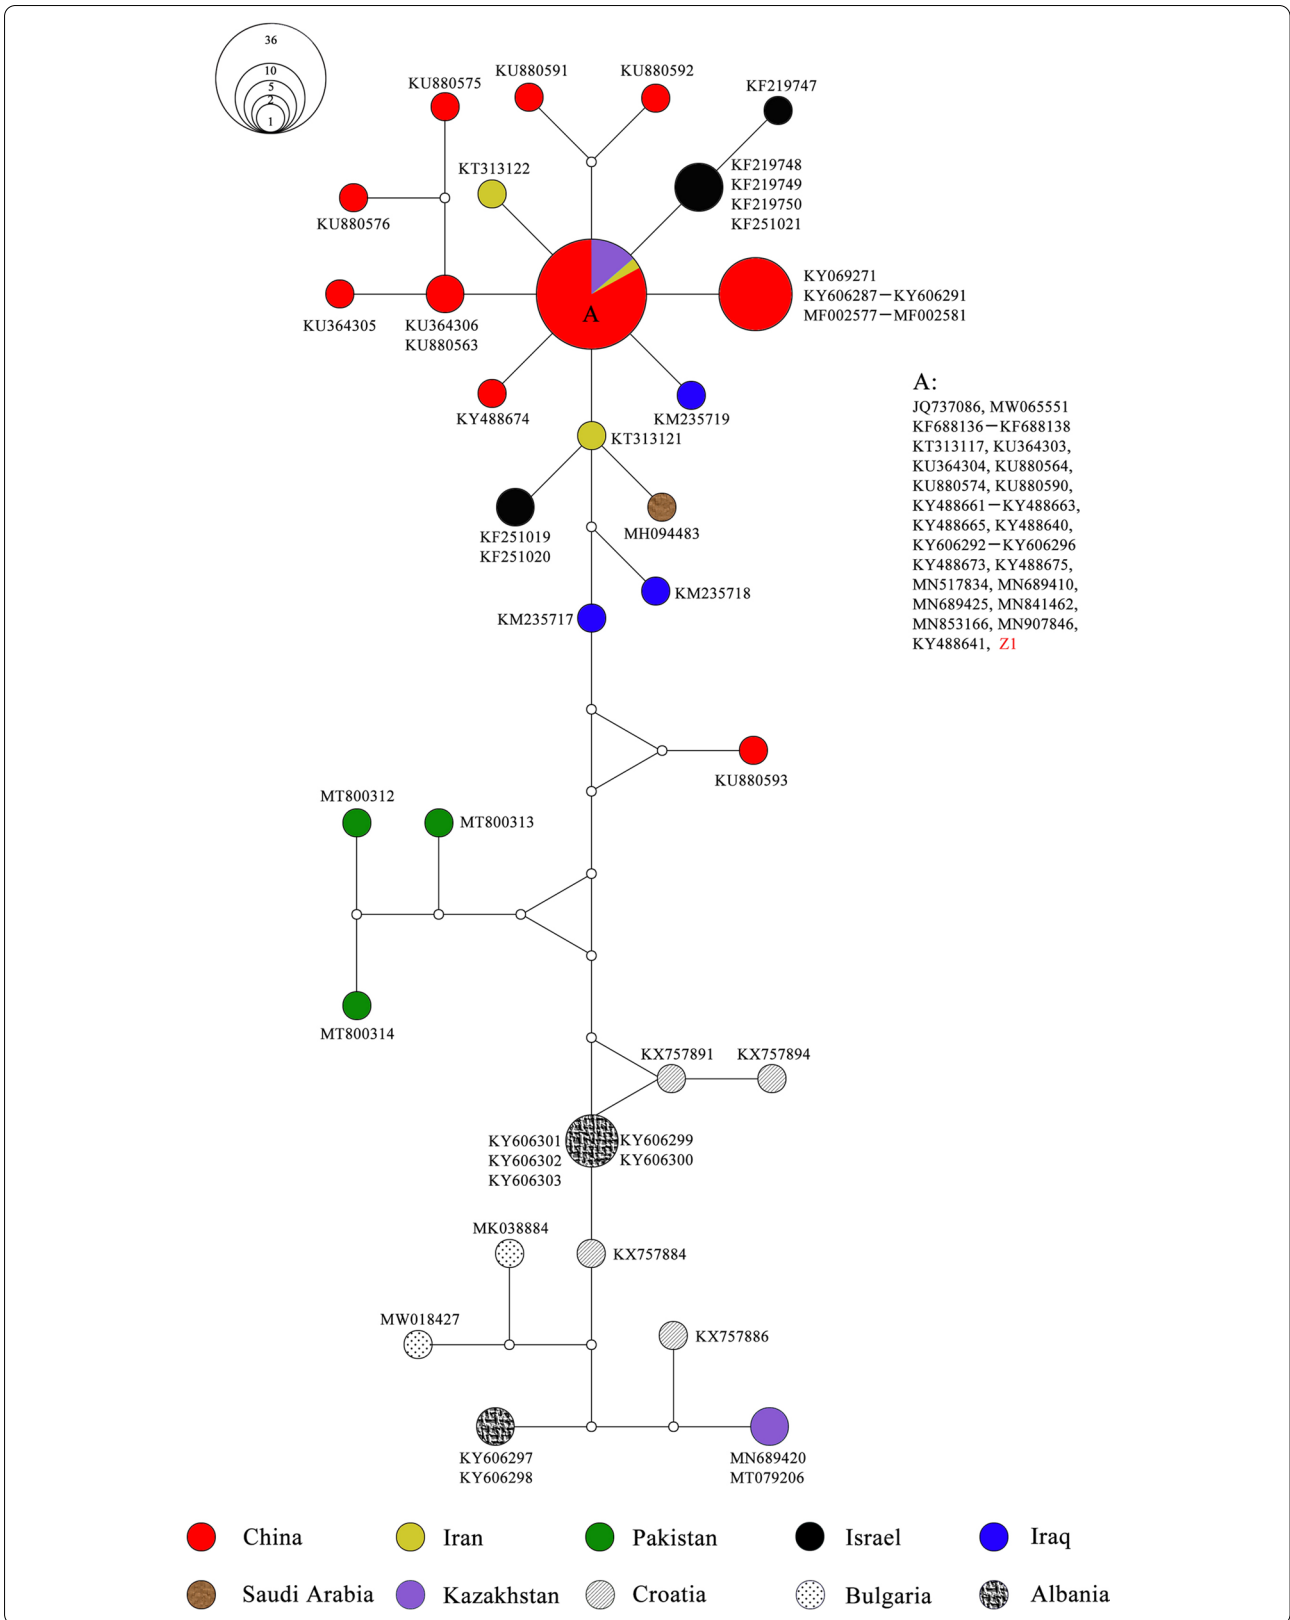 36
10
5
2
1
KU880575
KU880591
KU880592
KF219747
KT313122
KF219748
KF219749
KF219750
KF251021
KU880576
KU364305
KU364306
KU880563
A
KY069271
KY606287−KY606291
MF002577−MF002581
KY488674
KM235719
KT313121
A:
JQ737086, MW065551
KF688136−KF688138
KT313117, KU364303,
KU364304, KU880564,
KU880574, KU880590,
KY488661−KY488663,
KY488665, KY488640,
KY606292−KY606296
KY488673, KY488675,
MN517834, MN689410,
MN689425, MN841462,
MN853166, MN907846,
KY488641, Z1
KF251019
KF251020
MH094483
KM235718
KM235717
KU880593
MT800312
MT800313
MT800314
KX757891
KX757894
KY606301
KY606302
KY606303
KY606299
KY606300
MK038884
KX757884
MW018427
KX757886
KY606297
KY606298
MN689420
MT079206
China
Iran
Pakistan
Israel
Iraq
Saudi Arabia
Kazakhstan
Croatia
Bulgaria
Albania